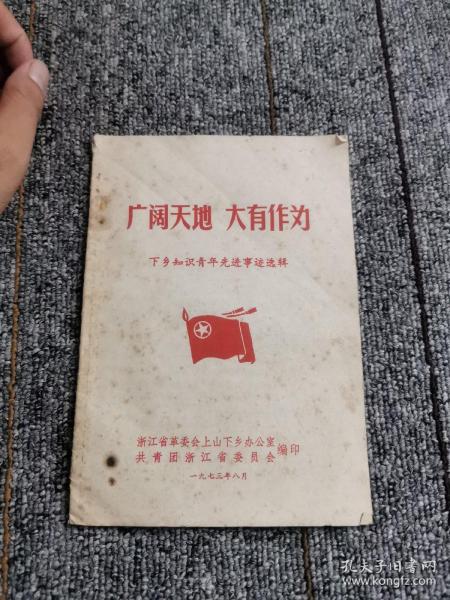 广阔天地 大有作为
下乡知识青年先进事迹选辑
浙江省革委会上山下乡办公室
共青团浙江省委员会
编印
一九七三年八月
孔夫子旧书网
www.kongfz.com